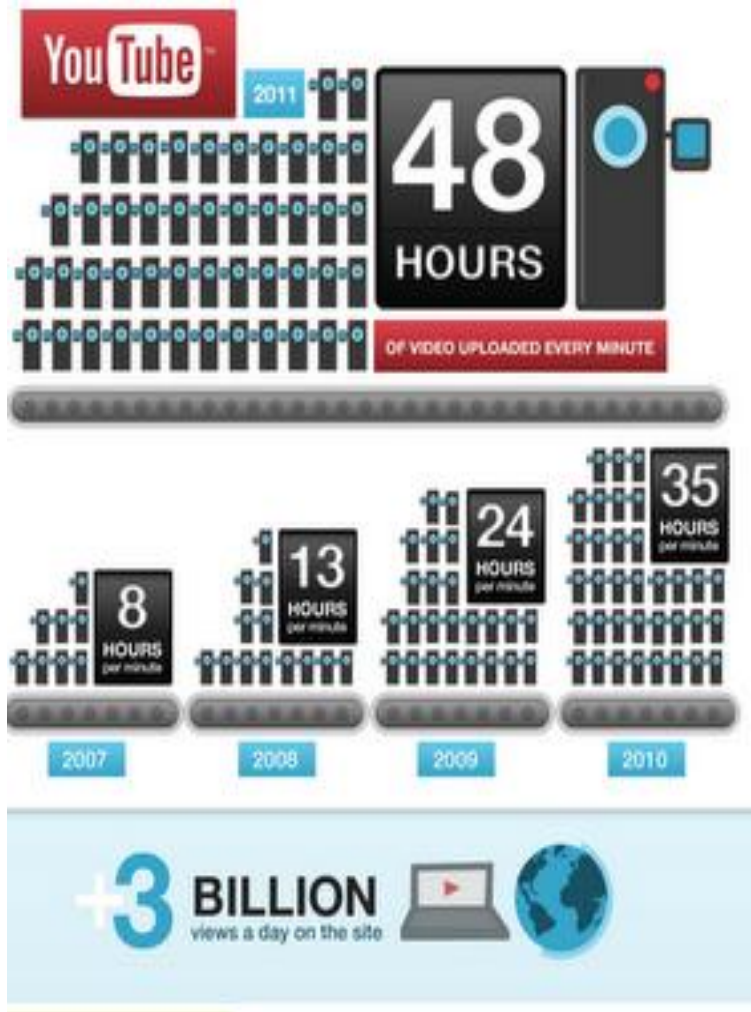 YouTube™
2011
48
HOURS
OF VIDEO UPLOADED EVERY MINUTE
8
HOURS
per minute
13
HOURS
per minute
24
HOURS
per minute
35
HOURS
per minute
2007
2008
2009
2010
+3 BILLION
views a day on the site